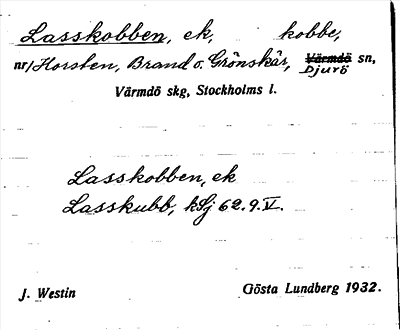 Lasskobben, ek, kobbe,
nr/Horsten, Brand o. Grönskär, Värmdö sn,
Djurö
Värmdö skg, Stockholms l.
Lasskobben, ek
Lasskubb, kSj 62.9.V.
J. Westin Gösta Lundberg 1932.